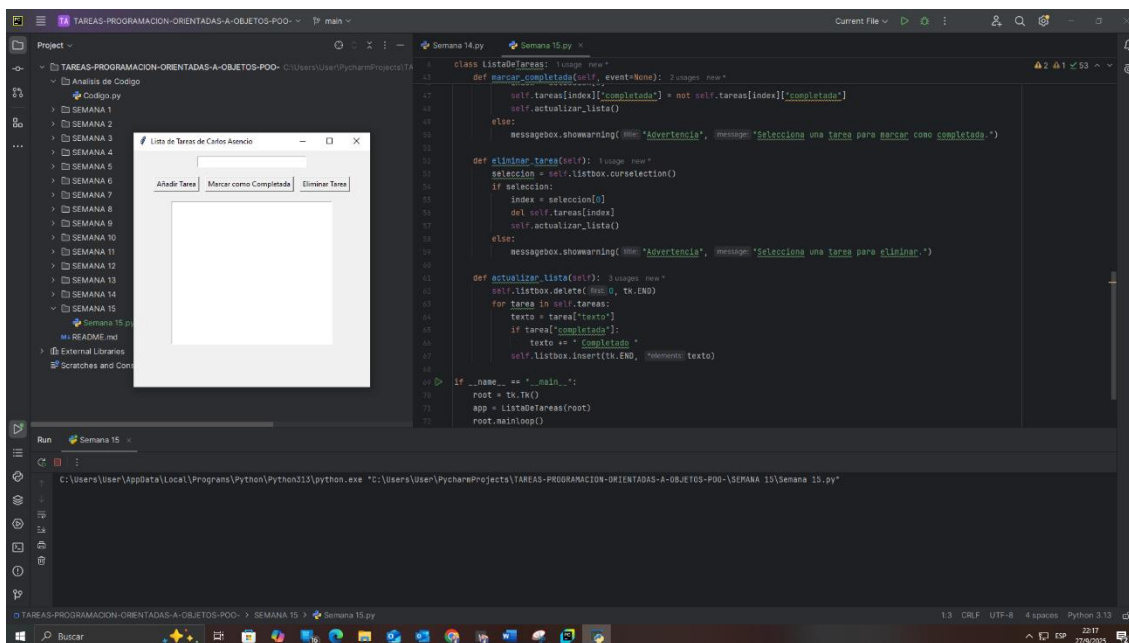 TA TAREAS-PROGRAMACION-ORIENTADAS-A-OBJETOS-POO- main Current File
Project
TAREAS-PROGRAMACION-ORIENTADAS-A-OBJETOS-POO- C:\Users\User\PycharmProjects\TA
Analisis de Codigo
Codigo.py
SEMANA 1
SEMANA 2
SEMANA 3
SEMANA 4
SEMANA 5
SEMANA 6
SEMANA 7
SEMANA 8
SEMANA 9
SEMANA 10
SEMANA 11
SEMANA 12
SEMANA 13
SEMANA 14
SEMANA 15
Semana 15.py
README.md
External Libraries
Scratches and Cons
Lista de Tareas de Carlos Asencio
Añadir Tarea Marcar como Completada Eliminar Tarea
Semana 14.py Semana 15.py
2 1 53
class ListaDeTareas: 1 usage new *
def marcar_completada(self, event=None): 2 usages new *
self.tareas[index]["completada"] = not self.tareas[index]["completada"]
self.actualizar_lista()
else:
messagebox.showwarning( title: "Advertencia", message: "Selecciona una tarea para marcar como completada.")
def eliminar_tarea(self): 1 usage new *
seleccion = self.listbox.curselection()
if seleccion:
index = seleccion[0]
del self.tareas[index]
self.actualizar_lista()
else:
messagebox.showwarning( title: "Advertencia", message: "Selecciona una tarea para eliminar.")
def actualizar_lista(self): 3 usages new *
self.listbox.delete( first: 0, tk.END)
for tarea in self.tareas:
texto = tarea["texto"]
if tarea["completada"]:
texto += " Completado "
self.listbox.insert(tk.END, *elements: texto)
if __name__ == "__main__":
root = tk.Tk()
app = ListaDeTareas(root)
root.mainloop()
Run Semana 15
C:\Users\User\AppData\Local\Programs\Python\Python313\python.exe "C:\Users\User\PycharmProjects\TAREAS-PROGRAMACION-ORIENTADAS-A-OBJETOS-POO-\SEMANA 15\Semana 15.py"
TAREAS-PROGRAMACION-ORIENTADAS-A-OBJETOS-POO- > SEMANA 15 > Semana 15.py 1:3 CRLF UTF-8 4 spaces Python 3.13
Buscar ESP 22:17
27/9/2025